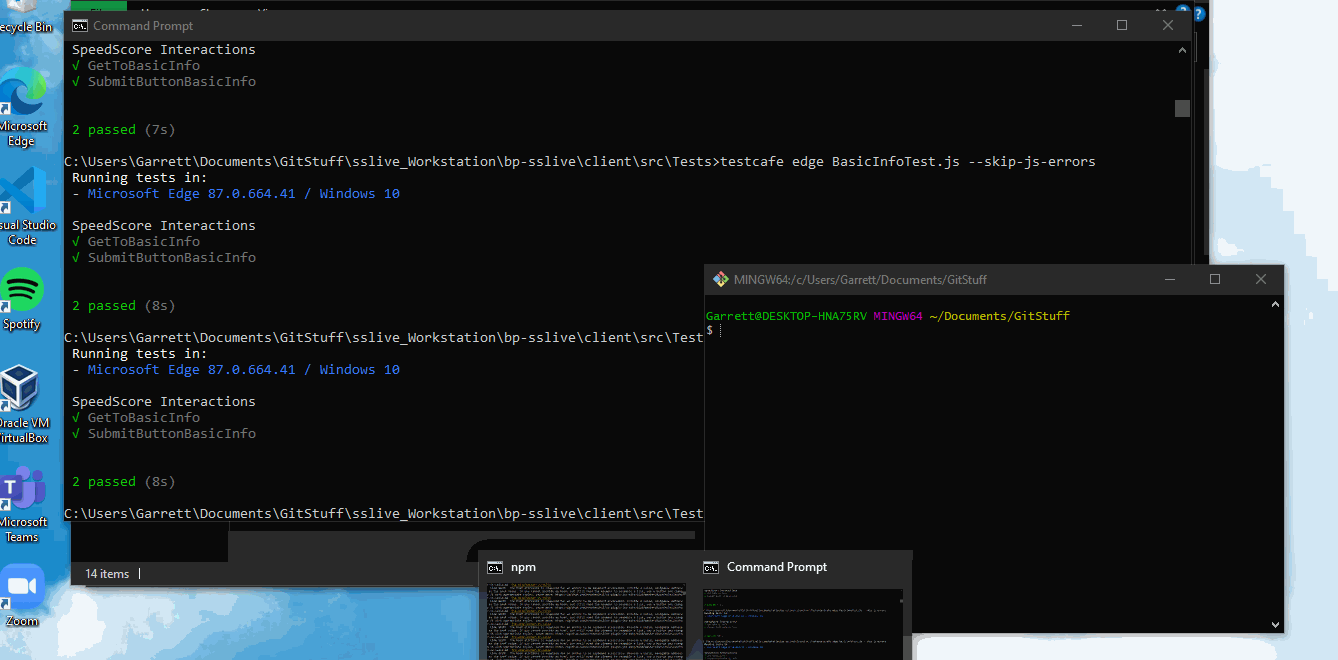 ecycle Bin
Microsoft
Edge
sual Studio
Code
Spotify
Oracle VM
VirtualBox
Microsoft
Teams
Zoom
Command Prompt
SpeedScore Interactions
√ GetToBasicInfo
√ SubmitButtonBasicInfo
2 passed (7s)
C:\Users\Garrett\Documents\GitStuff\sslive_Workstation\bp-sslive\client\src\Tests>testcafe edge BasicInfoTest.js --skip-js-errors
Running tests in:
- Microsoft Edge 87.0.664.41 / Windows 10
SpeedScore Interactions
√ GetToBasicInfo
√ SubmitButtonBasicInfo
2 passed (8s)
C:\Users\Garrett\Documents\GitStuff\sslive_Workstation\bp-sslive\client\src\Test
Running tests in:
- Microsoft Edge 87.0.664.41 / Windows 10
SpeedScore Interactions
√ GetToBasicInfo
√ SubmitButtonBasicInfo
2 passed (8s)
C:\Users\Garrett\Documents\GitStuff\sslive_Workstation\bp-sslive\client\src\Test
MINGW64:/c/Users/Garrett/Documents/GitStuff
Garrett@DESKTOP-HNA75RV MINGW64 ~/Documents/GitStuff
$
14 items
npm
Command Prompt